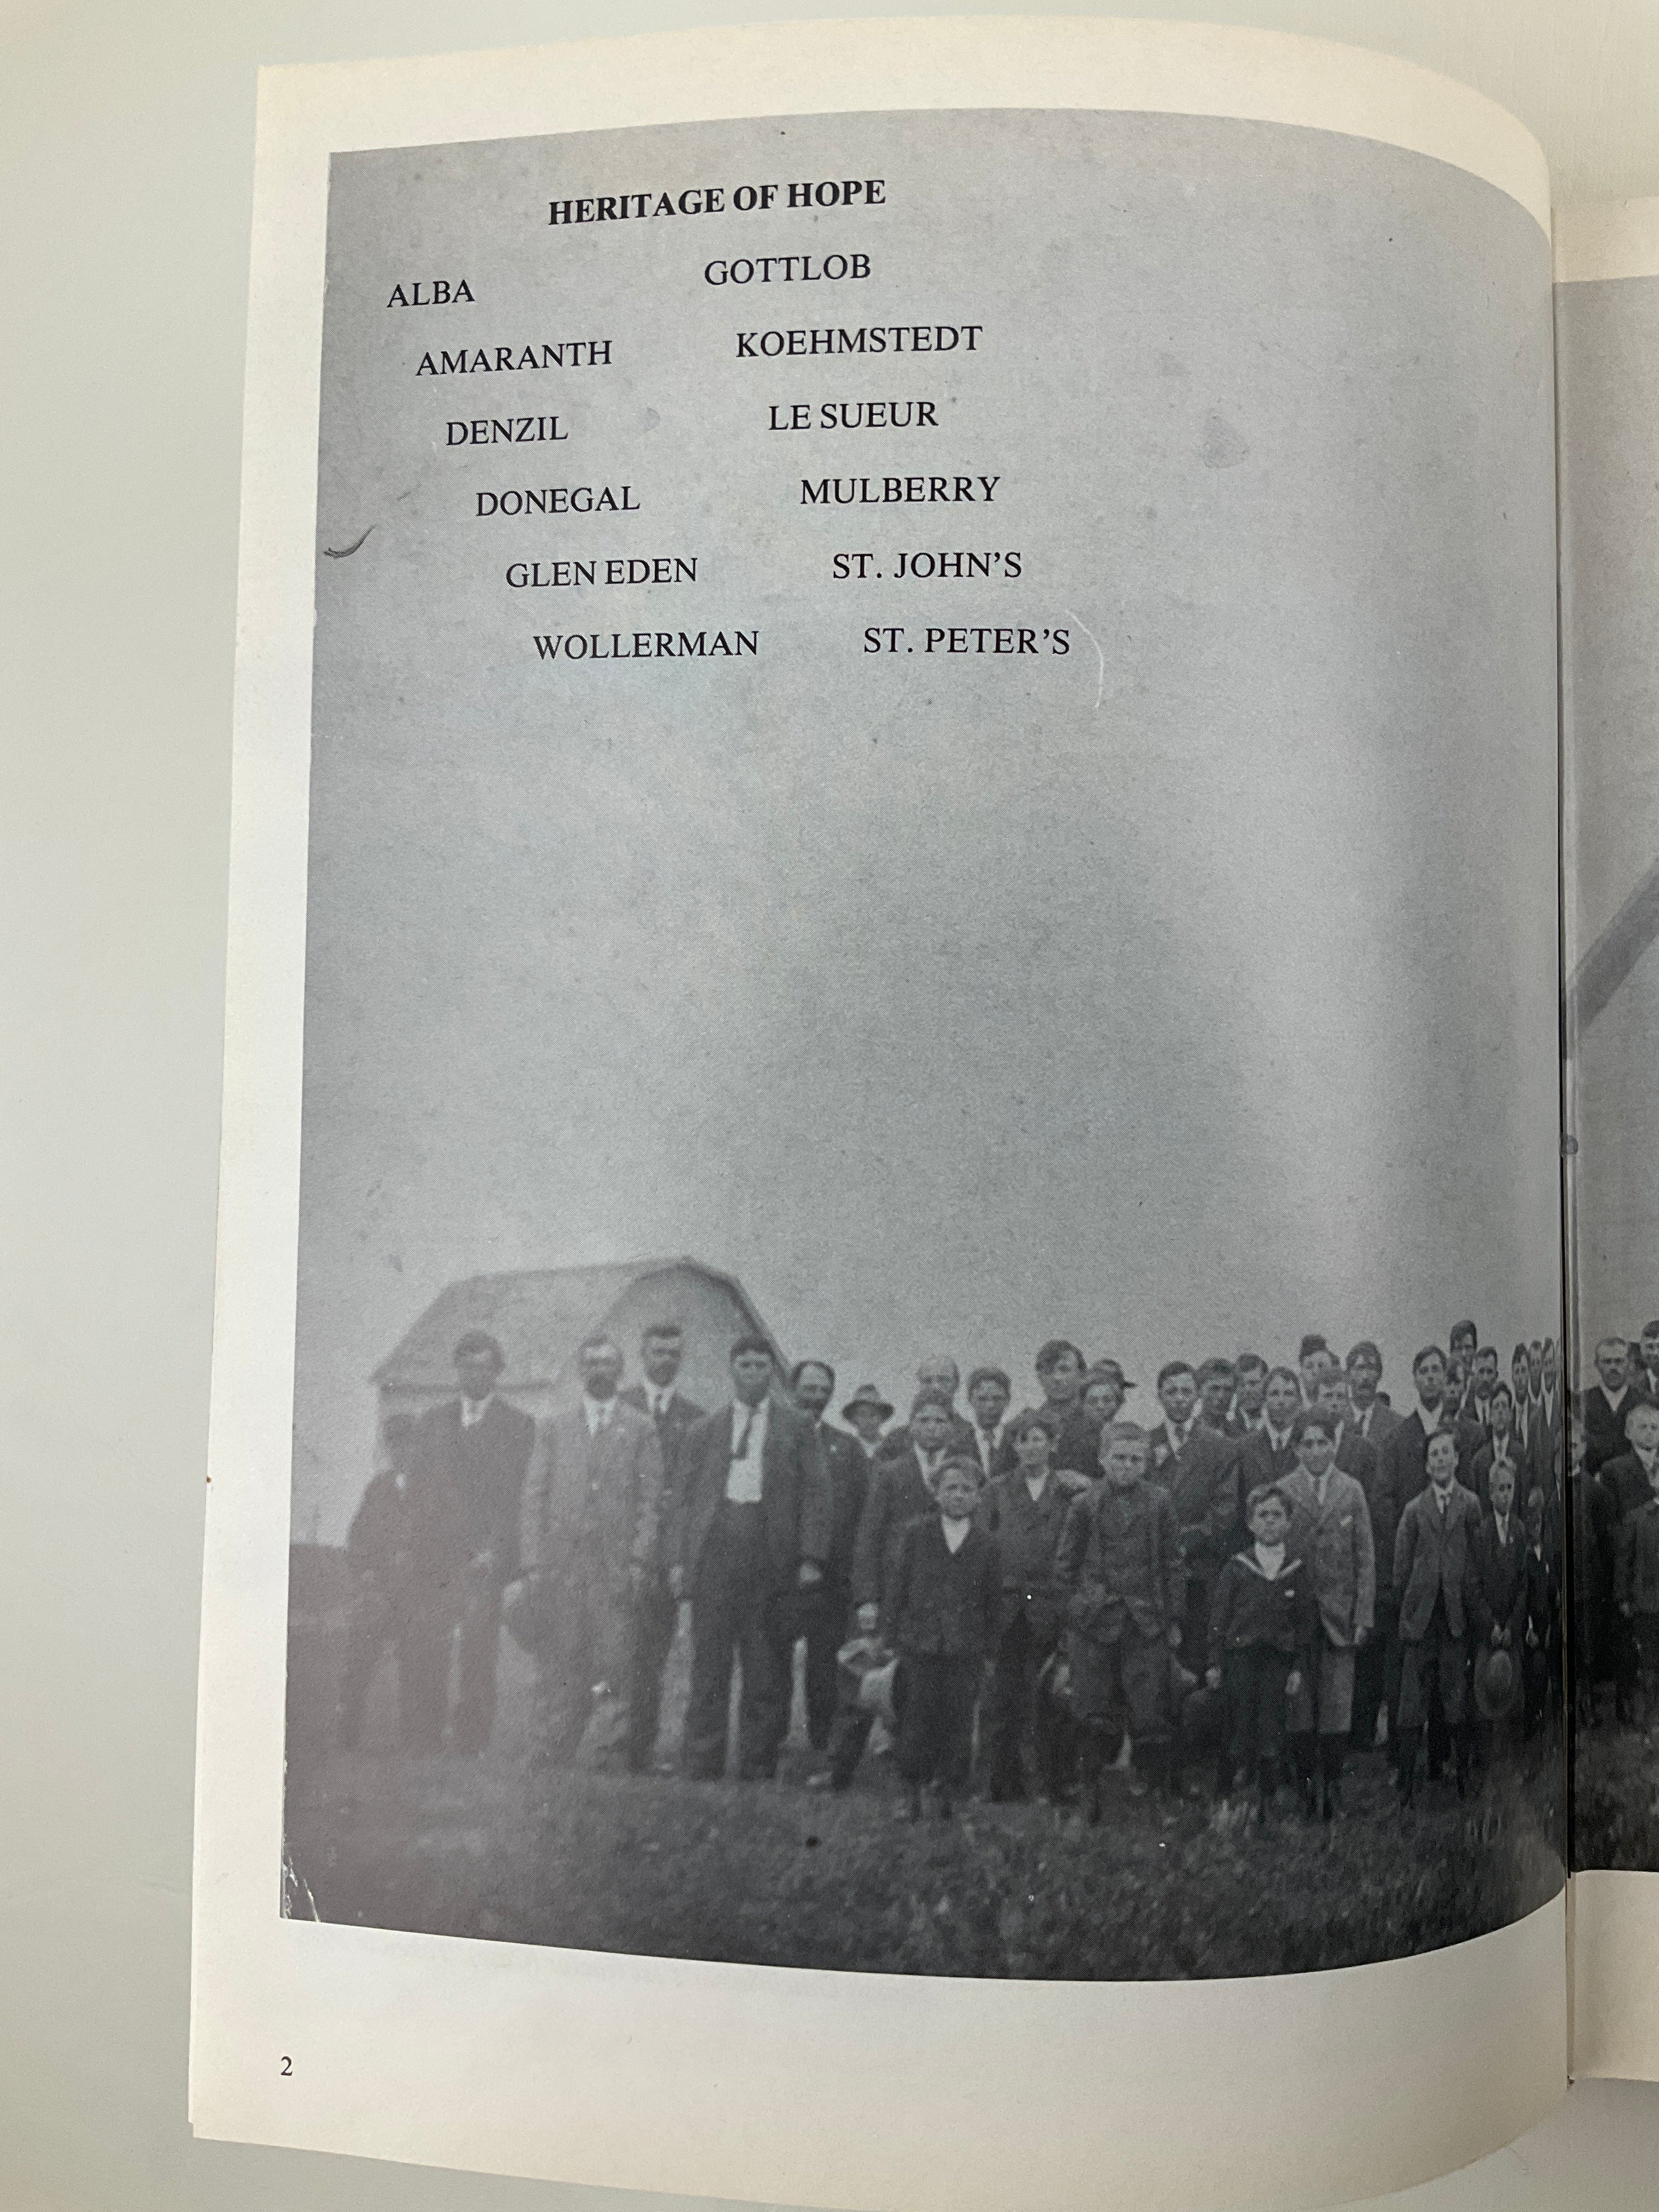 HERITAGE OF HOPE
ALBA
AMARANTH
DENZIL
DONEGAL
GLEN EDEN
WOLLERMAN
GOTTLOB
KOEHMSTEDT
LE SUEUR
MULBERRY
ST. JOHN'S
ST. PETER'S
2